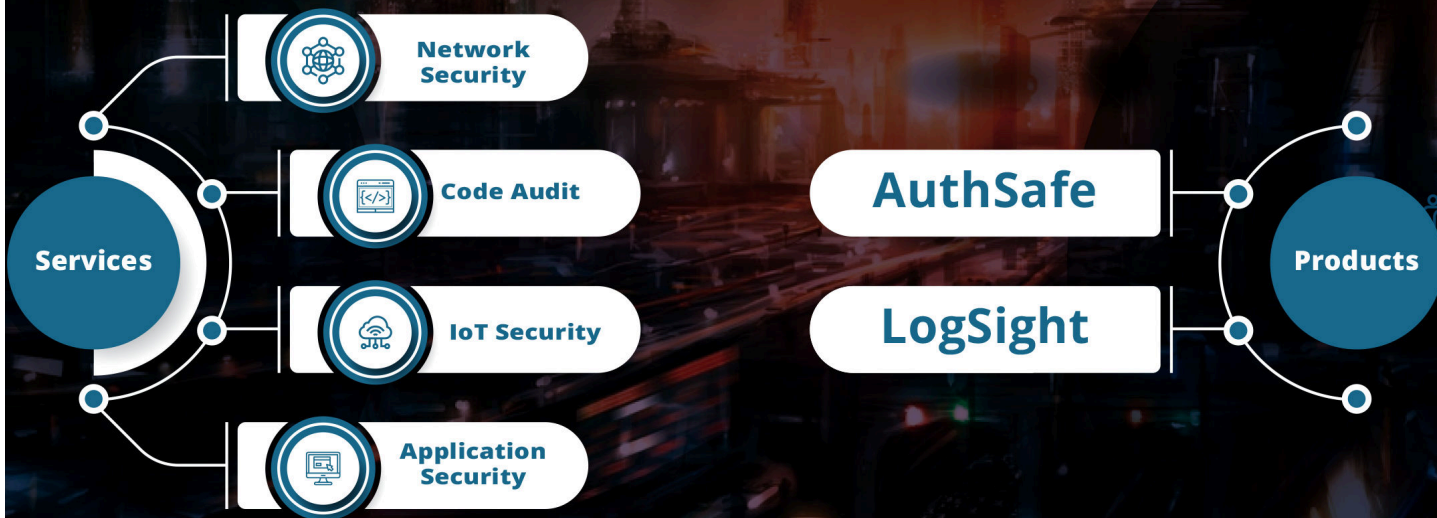 Network
Security
Code Audit
Services
IoT Security
Application
Security
AuthSafe
LogSight
Products